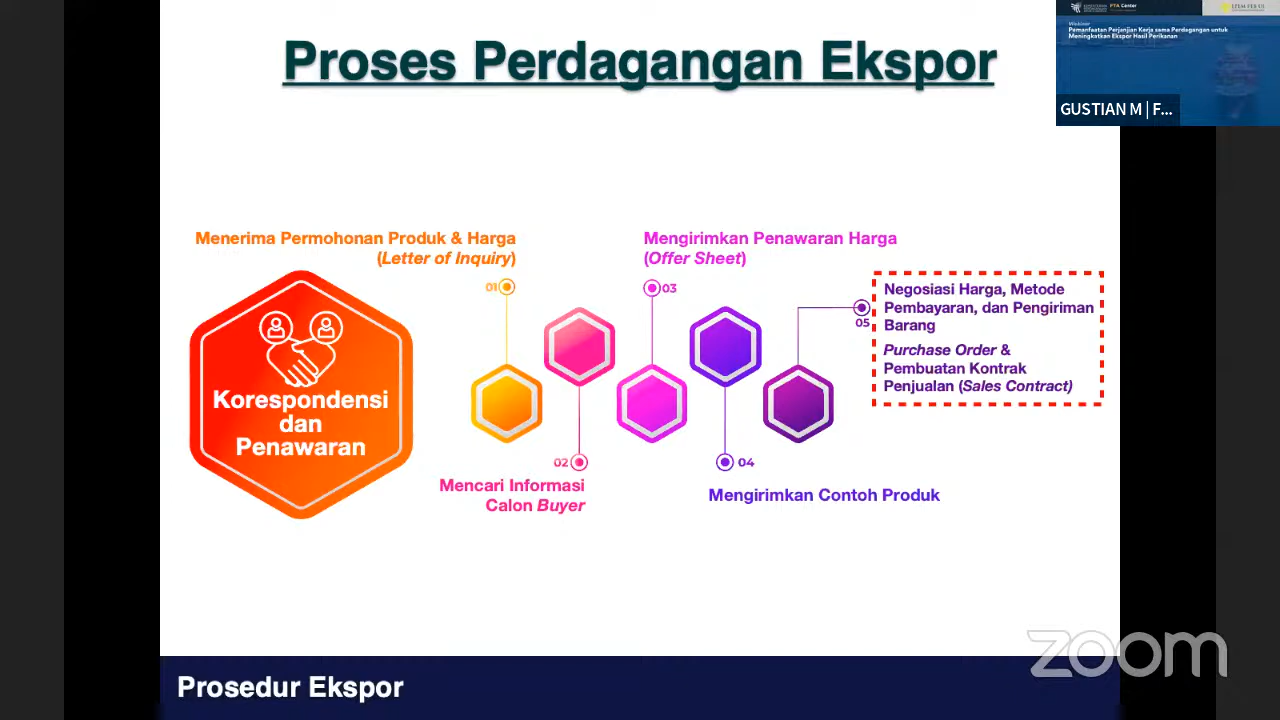 Proses Perdagangan Ekspor
FTA Center
Webinar
Pemanfaatan Perjanjian Kerja sama Perdagangan untuk
Meningkatkan Ekspor Hasil Perikanan
GUSTIAN M | F...
Menerima Permohonan Produk & Harga
(Letter of Inquiry)
01
Mengirimkan Penawaran Harga
(Offer Sheet)
03
Negosiasi Harga, Metode
Pembayaran, dan Pengiriman
Barang
05
Purchase Order &
Pembuatan Kontrak
Penjualan (Sales Contract)
Korespondensi
dan
Penawaran
02
Mencari Informasi
Calon Buyer
04
Mengirimkan Contoh Produk
zoom
Prosedur Ekspor